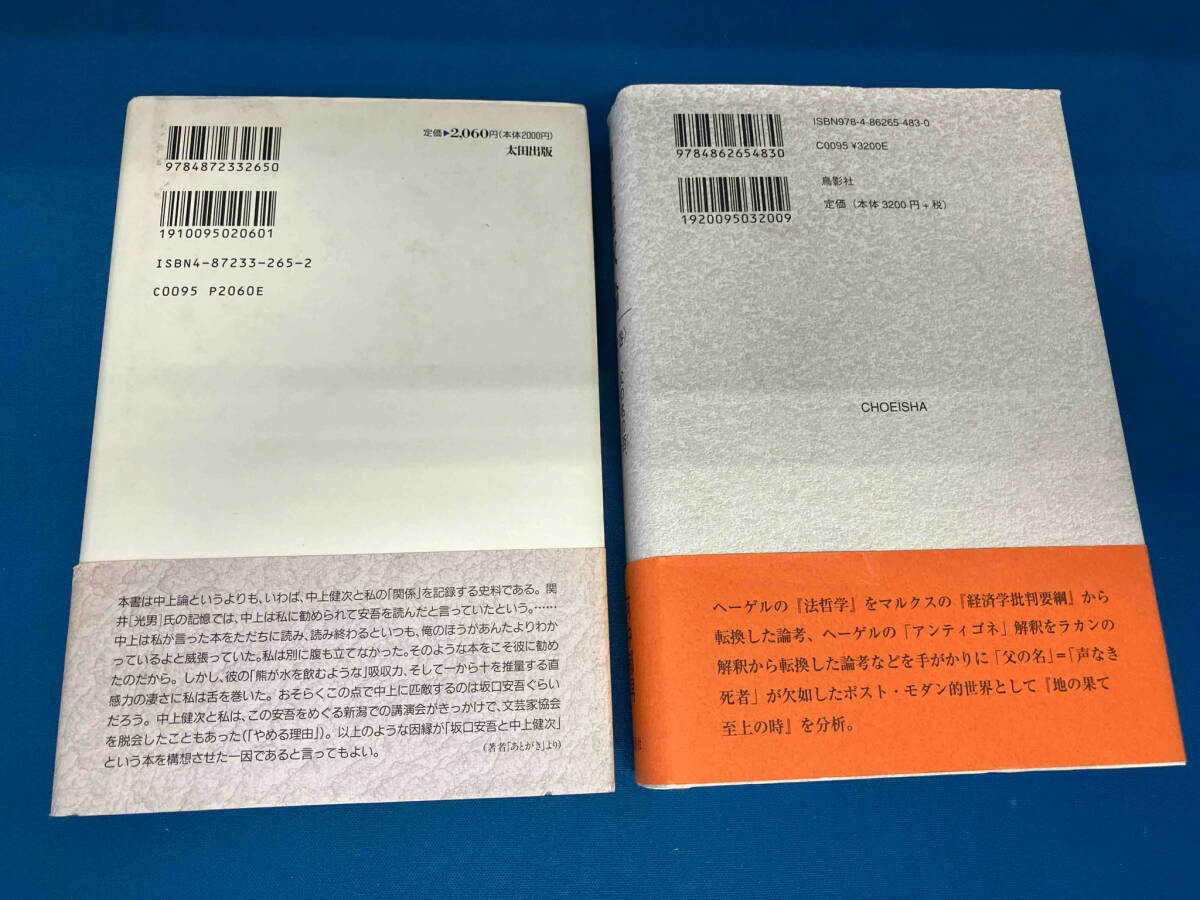 9784872332650
1910095020601
ISBN4-87233-265-2
C0095 P2060E
定価▶2,060円(本体2000円)
太田出版
本書は中上論というよりも、いわば、中上健次と私の「関係」を記録する史料である。関
井「光男」氏の記憶では、中上は私に勧められて安吾を読んだと言っていたという。……
中上は私が言った本をただちに読み、読み終わるといつも、俺のほうがあんたよりわか
っているよと威張っていた。私は別に腹も立てなかった。そのような本をこそ彼に勧め
たのだから。しかし、彼の「熊が水を飲むような」吸収力、そして一から十を推量する直
感力の凄さに私は舌を巻いた。おそらくこの点で中上に匹敵するのは坂口安吾ぐらい
だろう。中上健次と私は、この安吾をめぐる新潟での講演会がきっかけで、文芸家協会
を脱会したこともあった(「やめる理由」)。以上のような因縁が「坂口安吾と中上健次」
という本を構想させた一因であると言ってもよい。
(著者「あとがき」より)
9784862654830
1920095032009
ISBN978-4-86265-483-0
C0095 ¥3200E
鳥影社
定価(本体 3200 円+税)
CHOEISHA
ヘーゲルの『法哲学』をマルクスの『経済学批判要綱』から
転換した論考、ヘーゲルの「アンティゴネ」解釈をラカンの
解釈から転換した論考などを手がかりに「父の名」=「声なき
死者」が欠如したポスト・モダン的世界として『地の果て
至上の時』を分析。